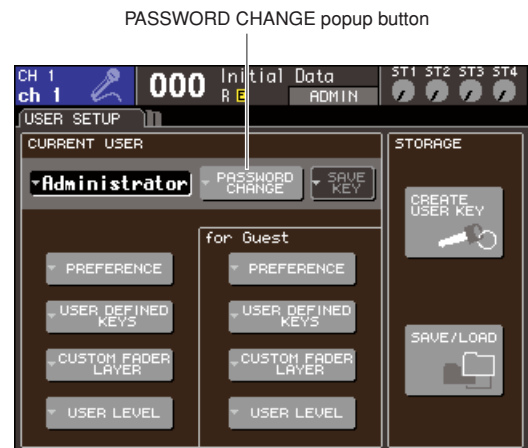 PASSWORD CHANGE popup button
CH 1
ch 1
000
Initial Data
R E
ADMIN
ST1 ST2 ST3 ST4
USER SETUP
CURRENT USER
Administrator
PASSWORD
CHANGE
SAVE
KEY
STORAGE
CREATE
USER KEY
SAVE/LOAD
PREFERENCE
USER DEFINED
KEYS
CUSTOM FADER
LAYER
USER LEVEL
for Guest
PREFERENCE
USER DEFINED
KEYS
CUSTOM FADER
LAYER
USER LEVEL